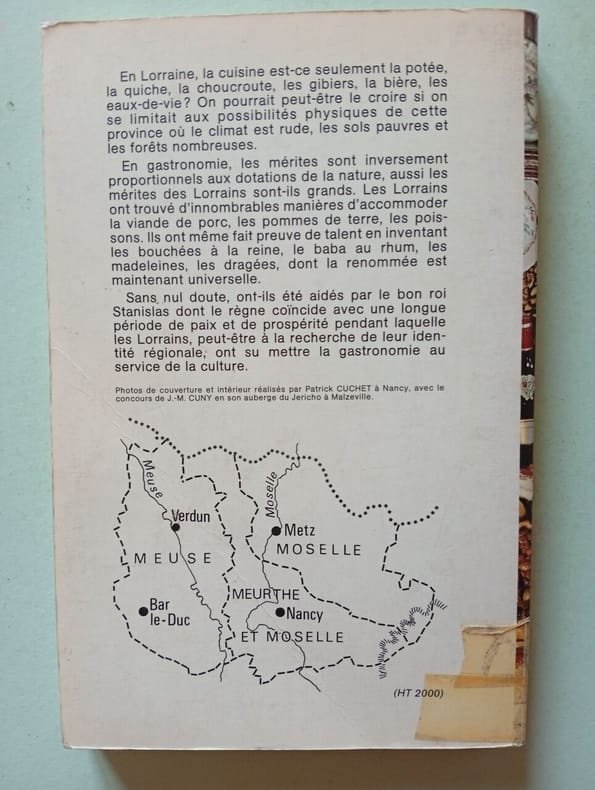 En Lorraine, la cuisine est-ce seulement la potée,
la quiche, la choucroute, les gibiers, la bière, les
eaux-de-vie? On pourrait peut-être le croire si on
se limitait aux possibilités physiques de cette
province où le climat est rude, les sols pauvres et
les forêts nombreuses.
En gastronomie, les mérites sont inversement
proportionnels aux dotations de la nature, aussi les
mérites des Lorrains sont-ils grands. Les Lorrains
ont trouvé d'innombrables manières d'accommoder
la viande de porc, les pommes de terre, les pois-
sons. Ils ont même fait preuve de talent en inventant
les bouchées à la reine, le baba au rhum, les
madeleines, les dragées, dont la renommée est
maintenant universelle.
Sans nul doute, ont-ils été aidés par le bon roi
Stanislas dont le règne coïncide avec une longue
période de paix et de prospérité pendant laquelle
les Lorrains, peut-être à la recherche de leur iden-
tité régionale, ont su mettre la gastronomie au
service de la culture.
Photos de couverture et intérieur réalisés par Patrick CUCHET à Nancy, avec le
concours de J.-M. CUNY en son auberge du Jericho à Malzeville.
Meuse
Moselle
Verdun
Metz
MEUSE
MOSELLE
MEURTHE
Bar
le-Duc
Nancy
ET MOSELLE
(HT 2000)